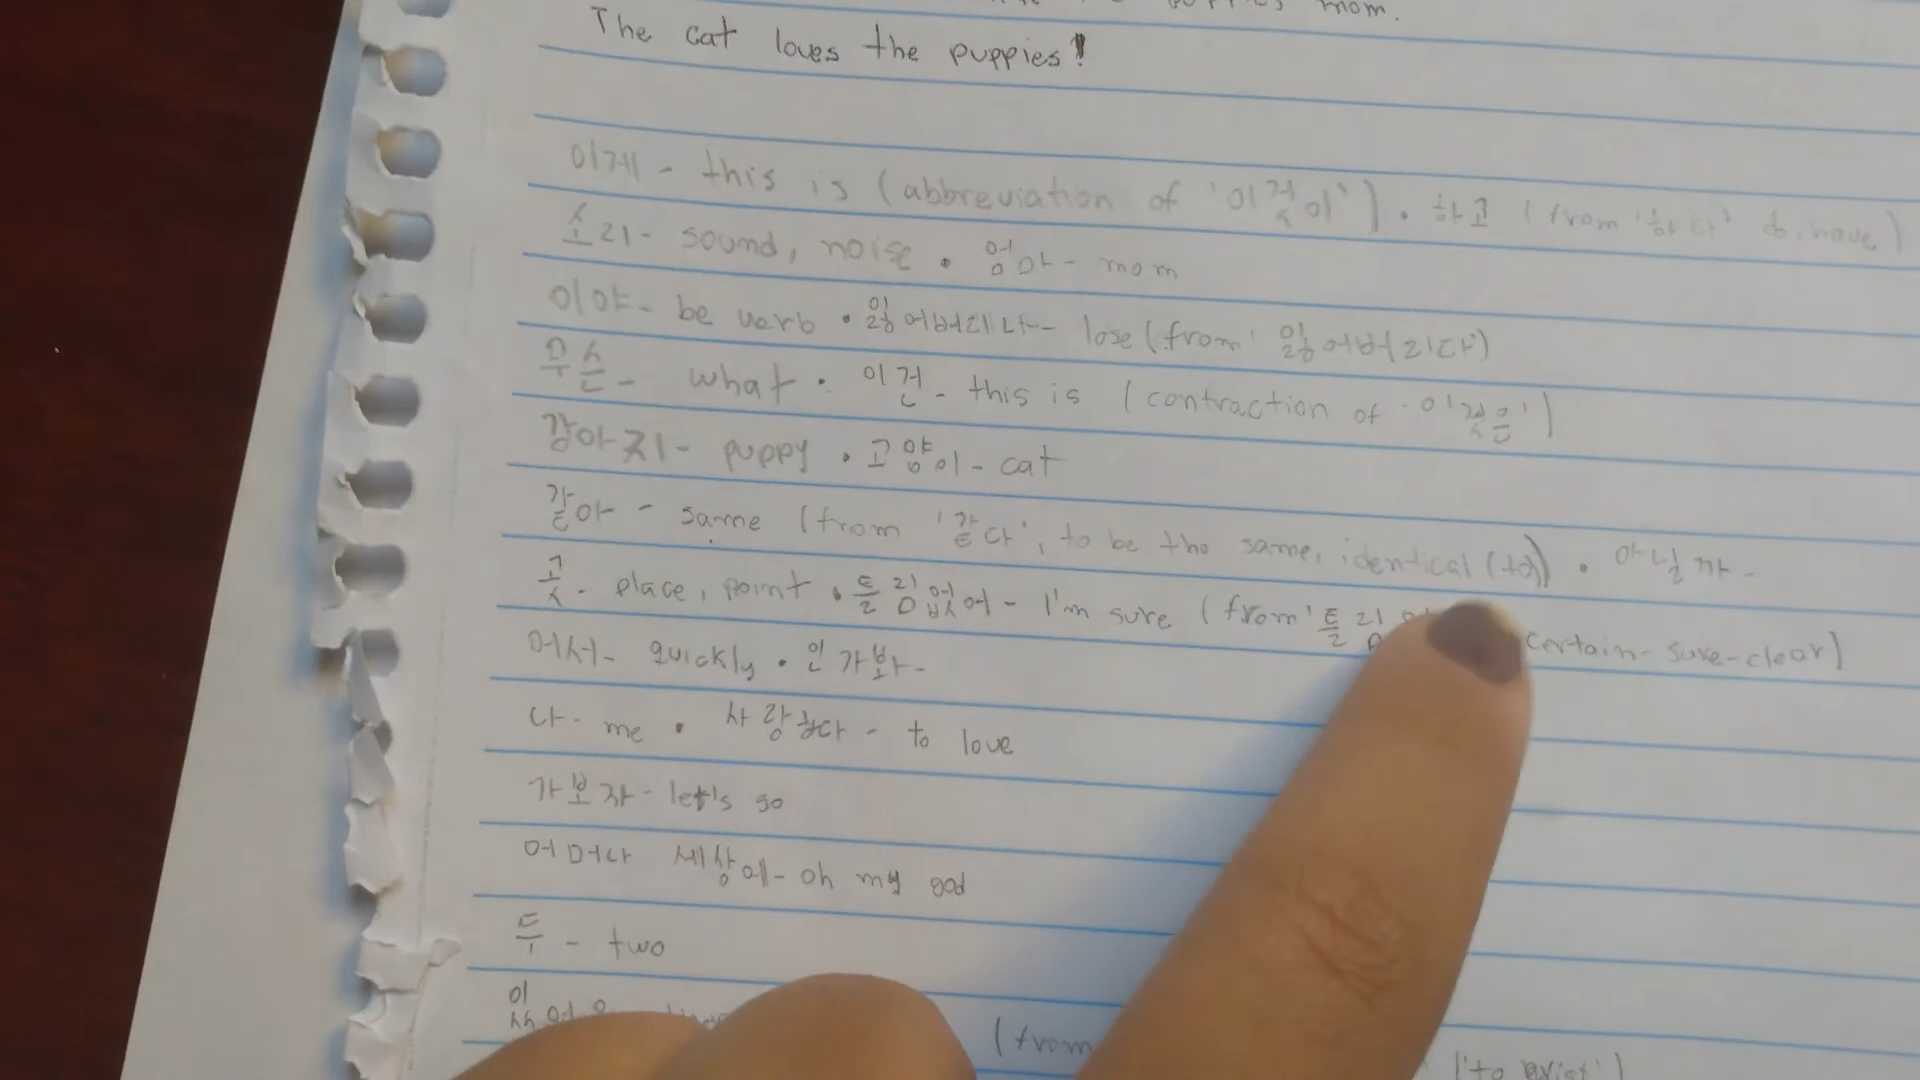 mom.
The cat loves the puppies!
이게 - this is (abbreviation of '이것이'). 하고 (from '하다' do, have)
소리 - sound, noise . 엄마 - mom
이야 - be verb . 잃어버리다 - lose (from '잃어버리다')
무슨 - what . 이건 - this is (contraction of '이것은')
강아지 - puppy . 고양이 - cat
같아 - same (from '같다', to be the same, identical (to)) . 아닐까 -
곳 - place, point . 틀림없어 - I'm sure (from '틀림 certain-sure-clear)
어서 - quickly . 인가봐 -
나 - me . 사랑하다 - to love
가보자 - let's go
어머나 세상에 - oh my god
두 - two
(from 'to exist')